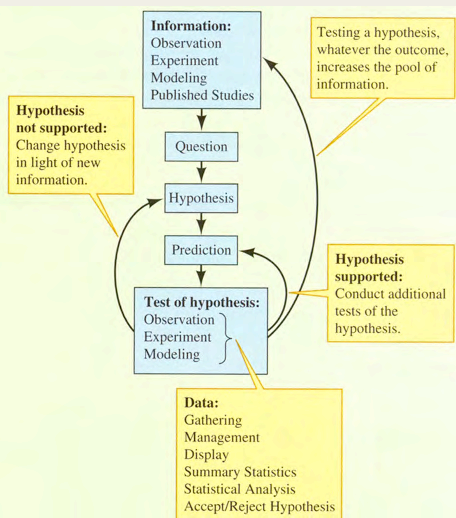 Information:
Observation
Experiment
Modeling
Published Studies
Testing a hypothesis,
whatever the outcome,
increases the pool of
information.
Hypothesis
not supported:
Change hypothesis
in light of new
information.
Question
Hypothesis
Prediction
Hypothesis
supported:
Conduct additional
tests of the
hypothesis.
Test of hypothesis:
Observation
Experiment
Modeling
Data:
Gathering
Management
Display
Summary Statistics
Statistical Analysis
Accept/Reject Hypothesis